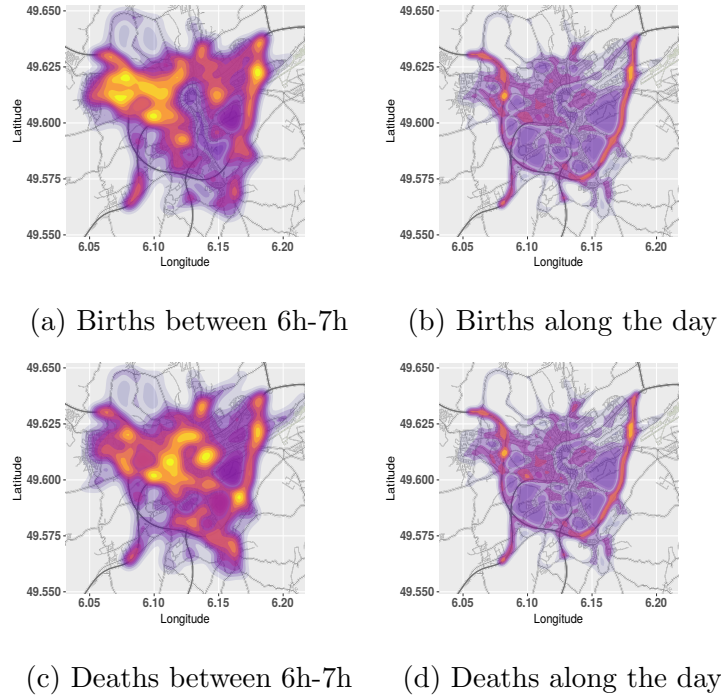 49.650
49.625
49.600
49.575
49.550
Latitude
6.05 6.10 6.15 6.20
Longitude
49.650
49.625
49.600
49.575
49.550
Latitude
6.05 6.10 6.15 6.20
Longitude
(a) Births between 6h-7h
(b) Births along the day
49.650
49.625
49.600
49.575
49.550
Latitude
6.05 6.10 6.15 6.20
Longitude
49.650
49.625
49.600
49.575
49.550
Latitude
6.05 6.10 6.15 6.20
Longitude
(c) Deaths between 6h-7h
(d) Deaths along the day